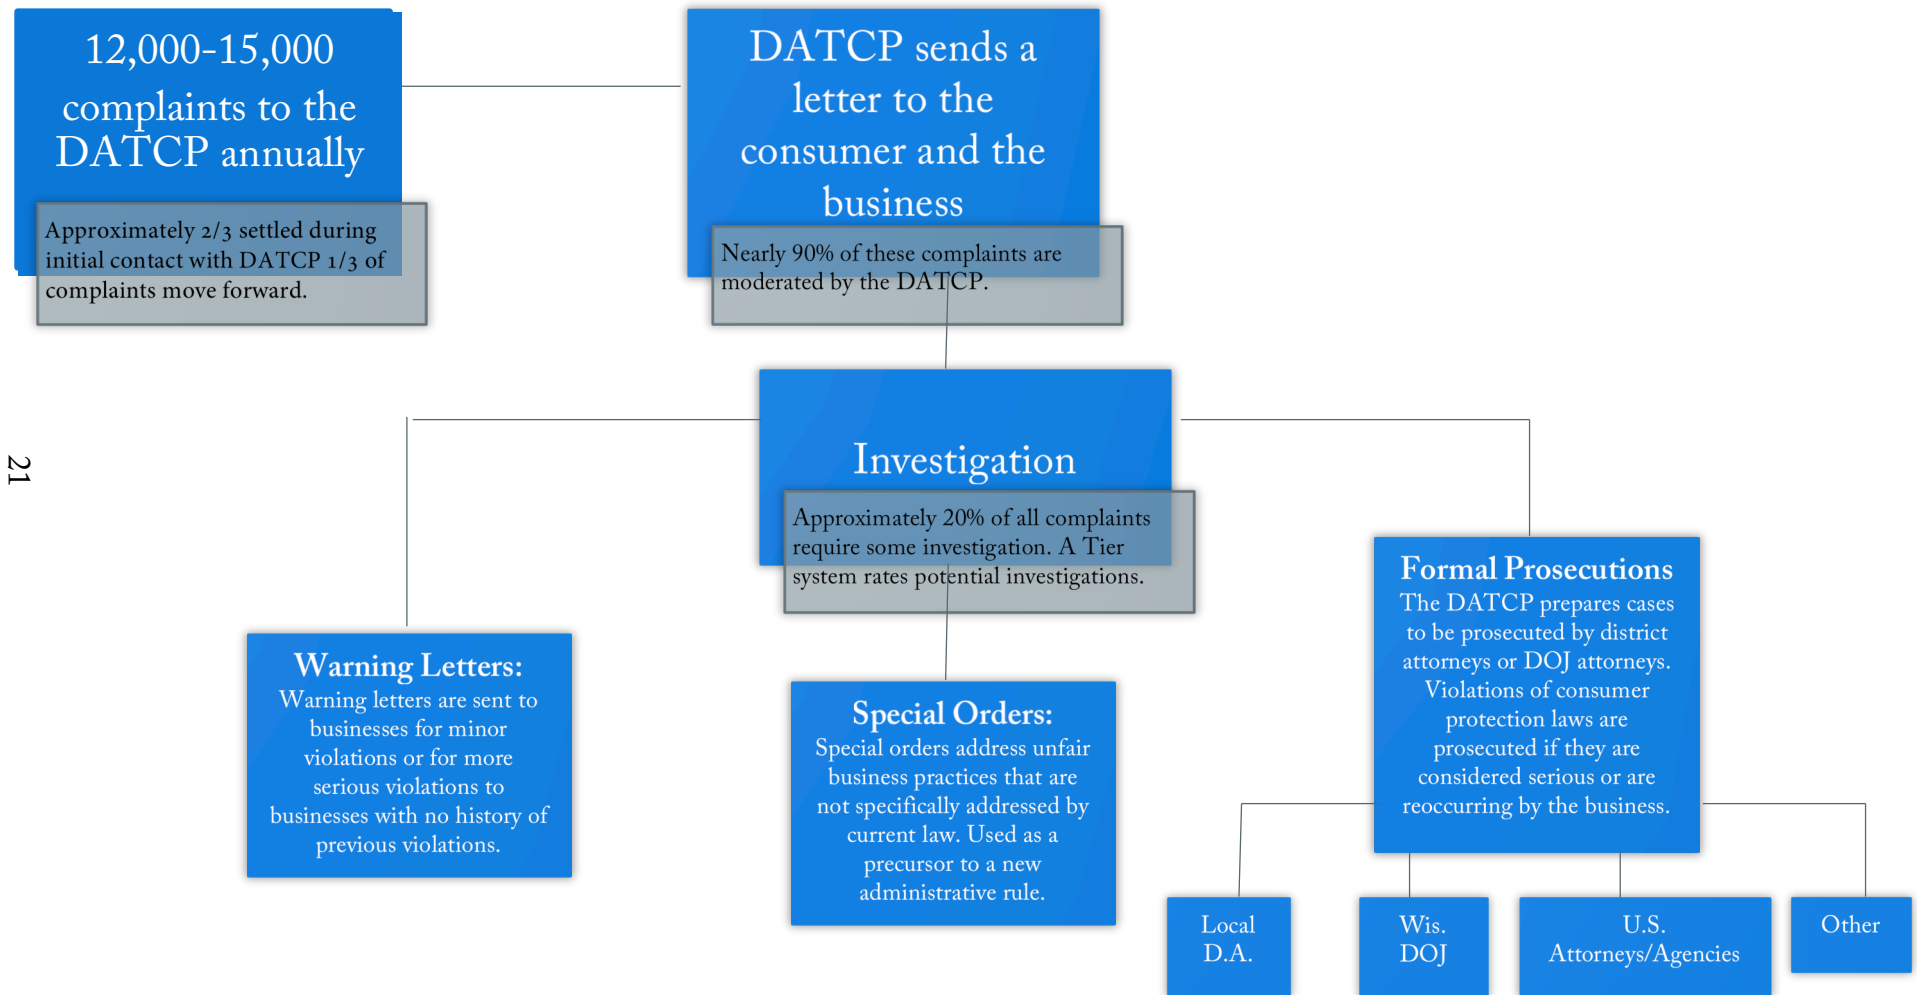 12,000-15,000
complaints to the
DATCP annually
Approximately 2/3 settled during
initial contact with DATCP 1/3 of
complaints move forward.
DATCP sends a
letter to the
consumer and the
business
Nearly 90% of these complaints are
moderated by the DATCP.
Investigation
Approximately 20% of all complaints
require some investigation. A Tier
system rates potential investigations.
Warning Letters:
Warning letters are sent to
businesses for minor
violations or for more
serious violations to
businesses with no history of
previous violations.
Special Orders:
Special orders address unfair
business practices that are
not specifically addressed by
current law. Used as a
precursor to a new
administrative rule.
Formal Prosecutions
The DATCP prepares cases
to be prosecuted by district
attorneys or DOJ attorneys.
Violations of consumer
protection laws are
prosecuted if they are
considered serious or are
reoccurring by the business.
Local
D.A.
Wis.
DOJ
U.S.
Attorneys/Agencies
Other
21